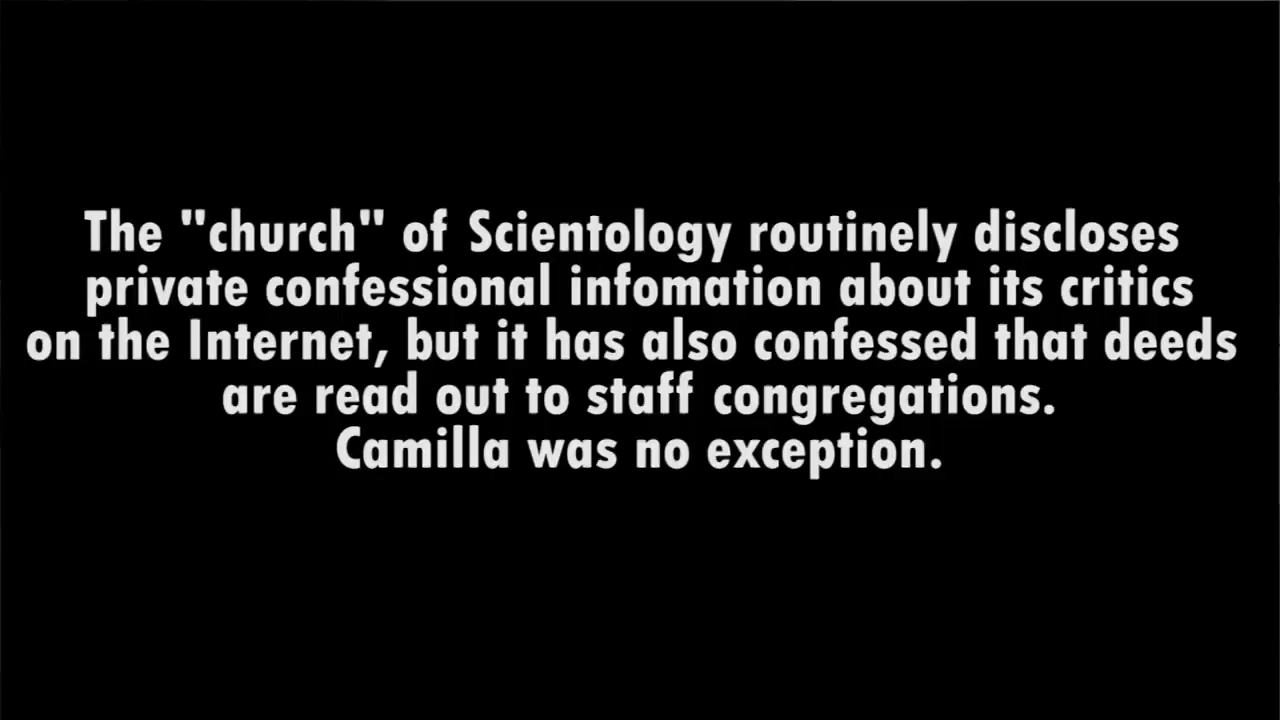 The "church" of Scientology routinely discloses
private confessional infomation about its critics
on the Internet, but it has also confessed that deeds
are read out to staff congregations.
Camilla was no exception.